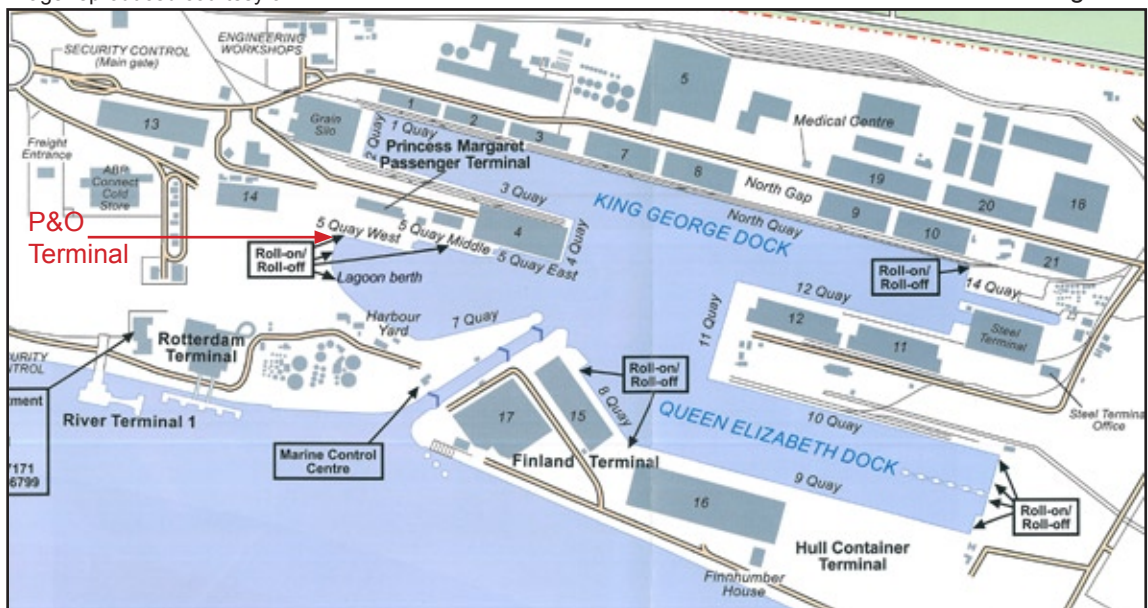 SECURITY CONTROL
(Main gate)
ENGINEERING
WORKSHOPS
5
1
2
3
13
Grain
Silo
1 Quay
2 Quay
Princess Margaret
Passenger Terminal
7
6
Medical Centre
Freight
Entrance
ABP
Connect
Cold
Store
14
3 Quay
19
20
18
North Gap
9
10
21
North Quay
KING GEORGE DOCK
P&O
Terminal
5 Quay West
5 Quay Middle
4
5 Quay East
4 Quay
Roll-on/
Roll-off
Lagoon berth
Roll-on/
Roll-off
14 Quay
12 Quay
11 Quay
12
11
Steel
Terminal
Harbour
Yard
7 Quay
Rotterdam
Terminal
River Terminal 1
Marine Control
Centre
17
15
8 Quay
Roll-on/
Roll-off
QUEEN ELIZABETH DOCK
10 Quay
Steel Terminal
Office
Finland Terminal
16
9 Quay
Roll-on/
Roll-off
Hull Container
Terminal
Finnhumber
House
7171
6799